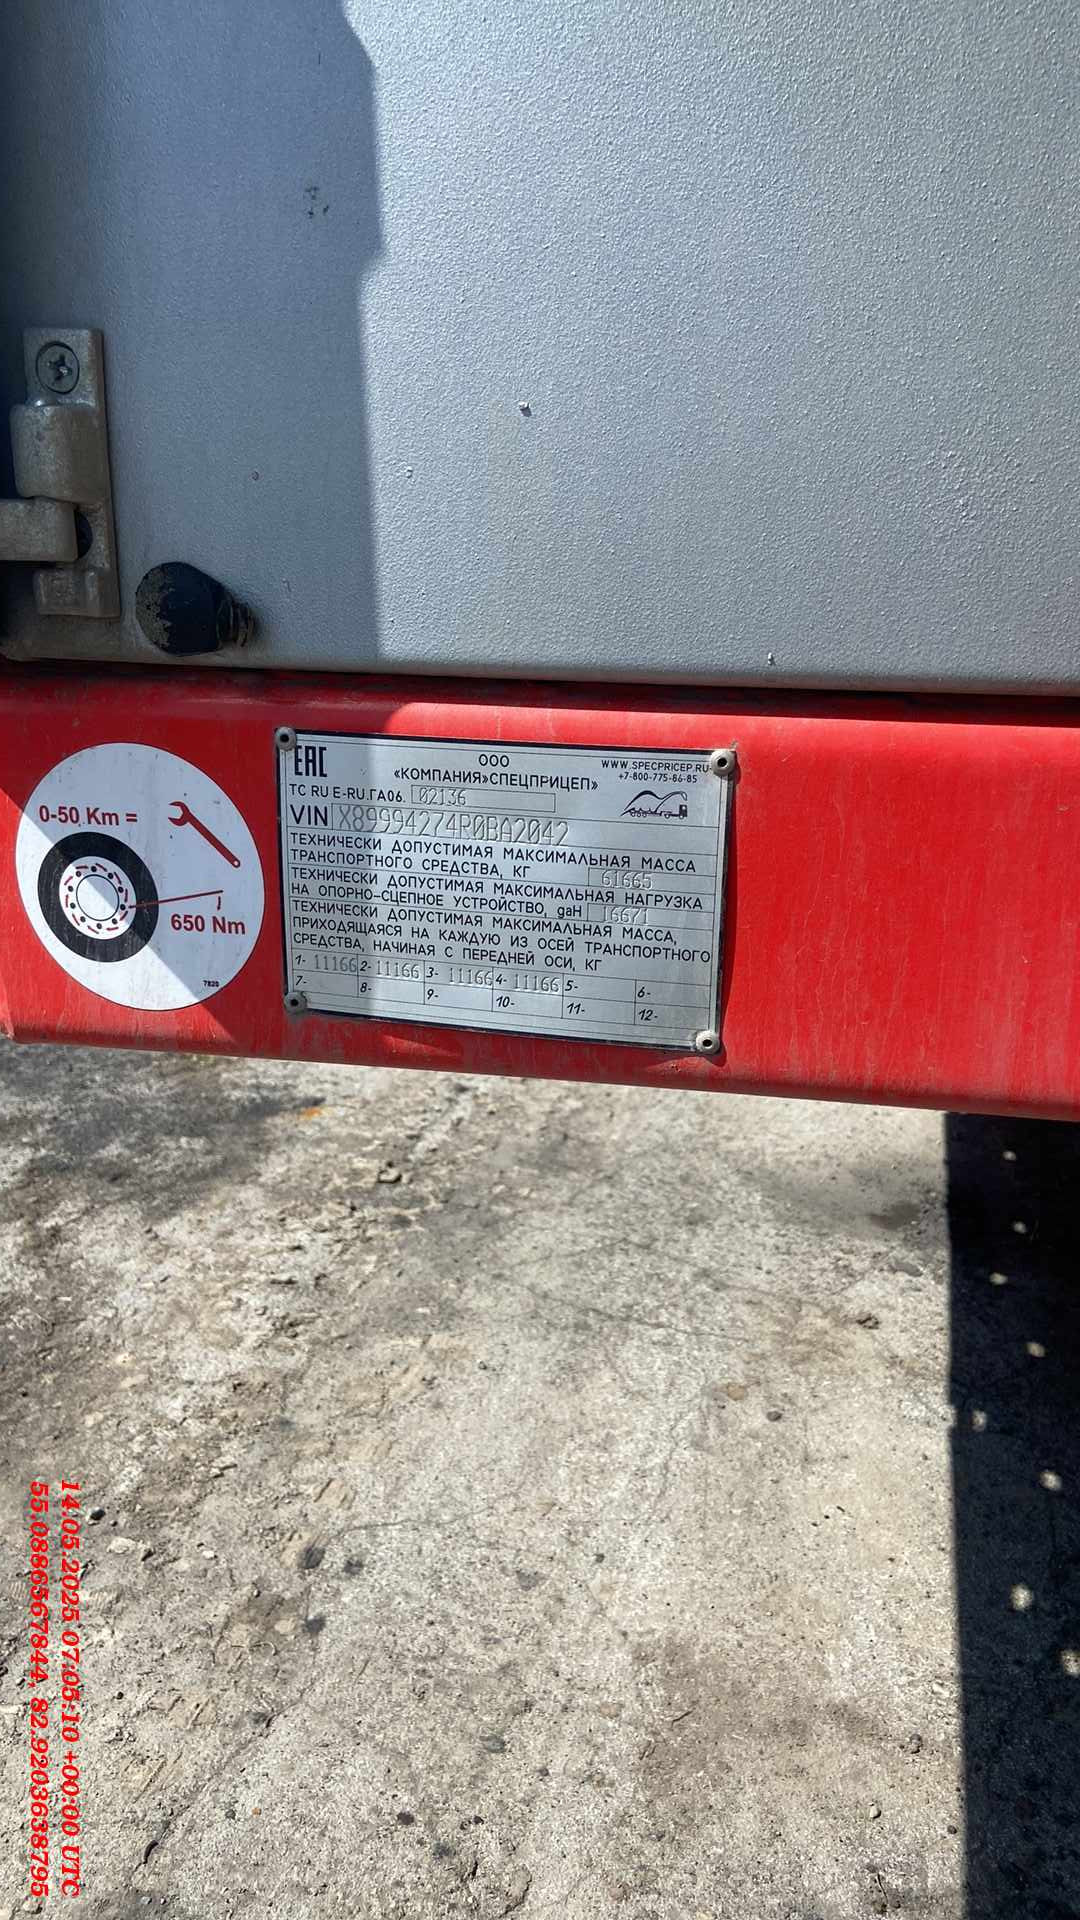 0-50 Km =
650 Nm
7820
EAC
ООО
«КОМПАНИЯ»СПЕЦПРИЦЕП»
WWW.SPECPRICEP.RU
+7-800-775-86-85
ТС RU E-RU.ГА06. 02136
VIN X89994274R0BA2042
ТЕХНИЧЕСКИ ДОПУСТИМАЯ МАКСИМАЛЬНАЯ МАССА
ТРАНСПОРТНОГО СРЕДСТВА, КГ 61665
ТЕХНИЧЕСКИ ДОПУСТИМАЯ МАКСИМАЛЬНАЯ НАГРУЗКА
НА ОПОРНО-СЦЕПНОЕ УСТРОЙСТВО, даН 16671
ТЕХНИЧЕСКИ ДОПУСТИМАЯ МАКСИМАЛЬНАЯ МАССА,
ПРИХОДЯЩАЯСЯ НА КАЖДУЮ ИЗ ОСЕЙ ТРАНСПОРТНОГО
СРЕДСТВА, НАЧИНАЯ С ПЕРЕДНЕЙ ОСИ, КГ
1- 11166 2- 11166 3- 11166 4- 11166 5- 6-
7- 8- 9- 10- 11- 12-
14.05.2025 07:05:10 +00:00 UTC
55.0886567844, 82.9203638795